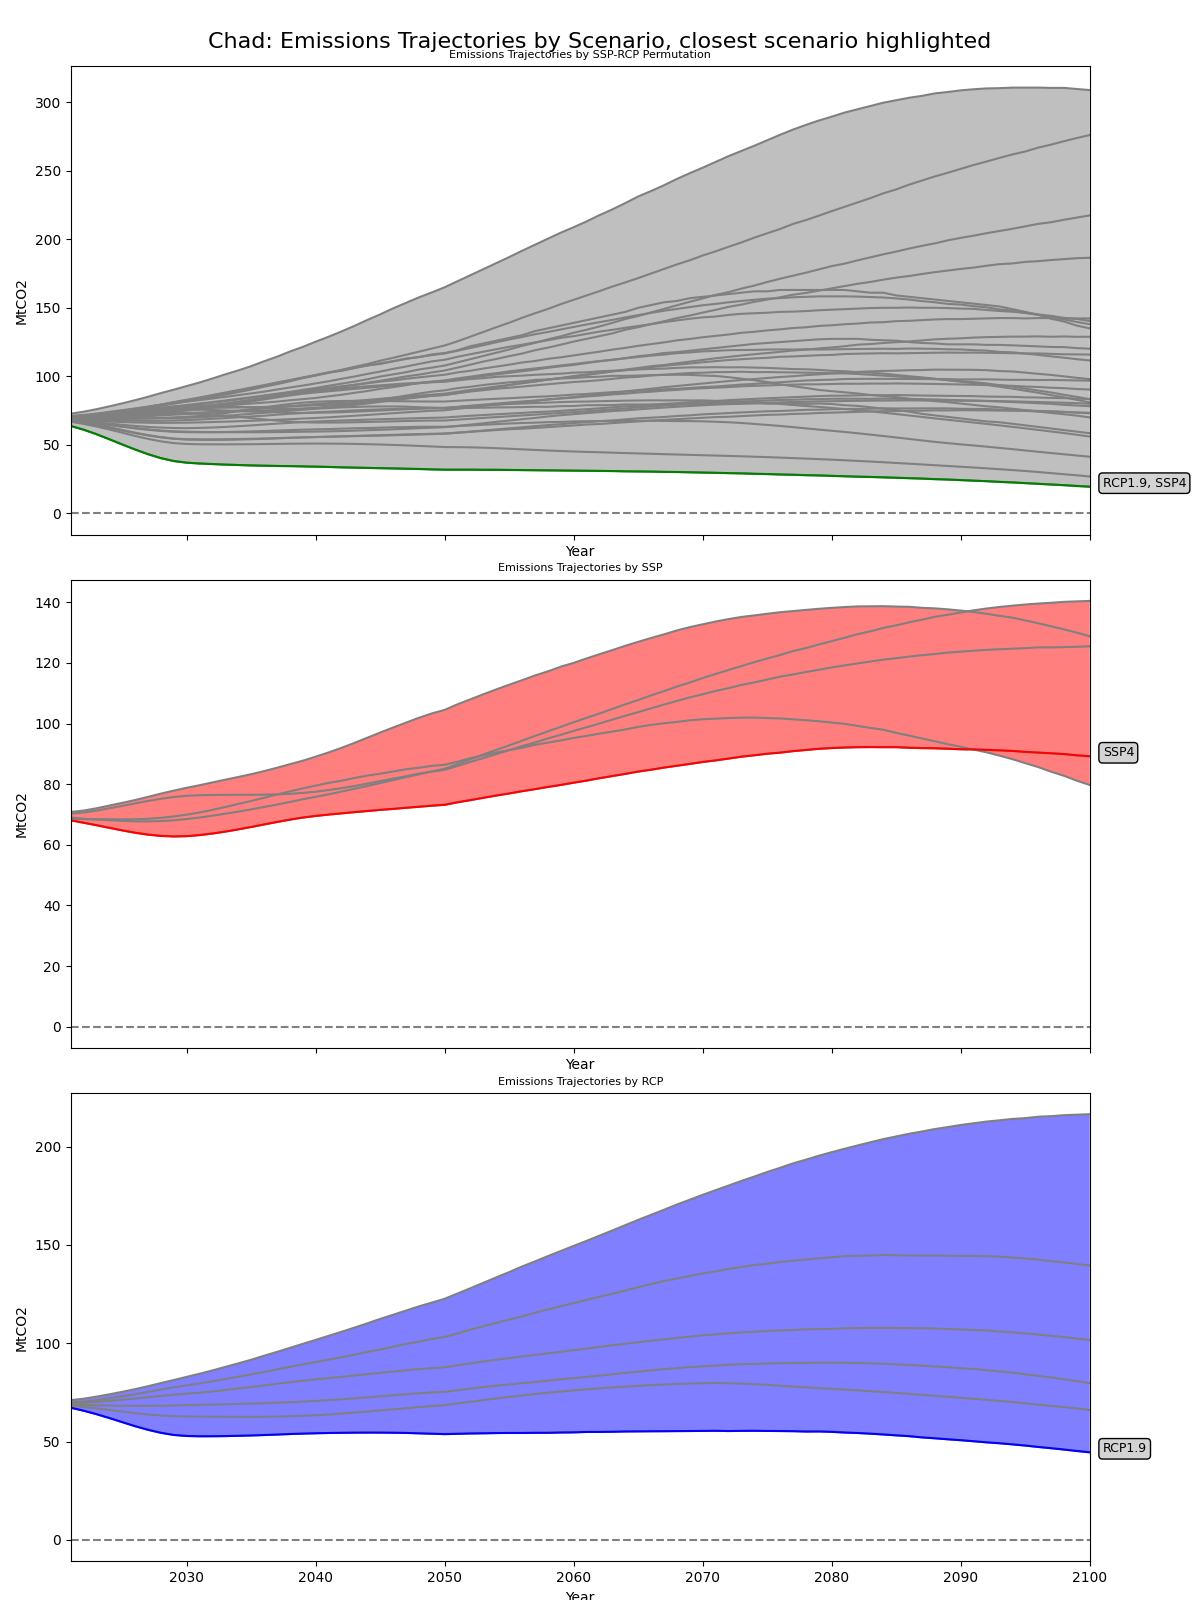 Chad: Emissions Trajectories by Scenario, closest scenario highlighted
Emissions Trajectories by SSP-RCP Permutation
300
250
200
150
100
50
0
MtCO2
RCP1.9, SSP4
Year
Emissions Trajectories by SSP
140
120
100
80
60
40
20
0
MtCO2
SSP4
Year
Emissions Trajectories by RCP
200
150
100
50
0
MtCO2
RCP1.9
2030 2040 2050 2060 2070 2080 2090 2100
Year